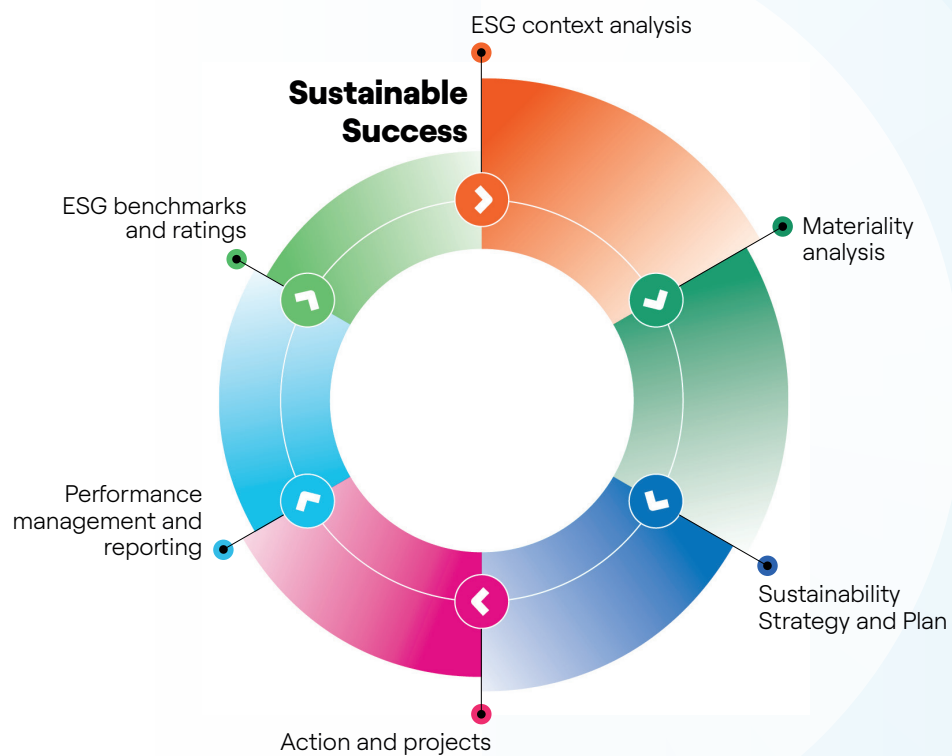 ESG context analysis
Sustainable
Success
Materiality
analysis
Sustainability
Strategy and Plan
Action and projects
Performance
management and
reporting
ESG benchmarks
and ratings